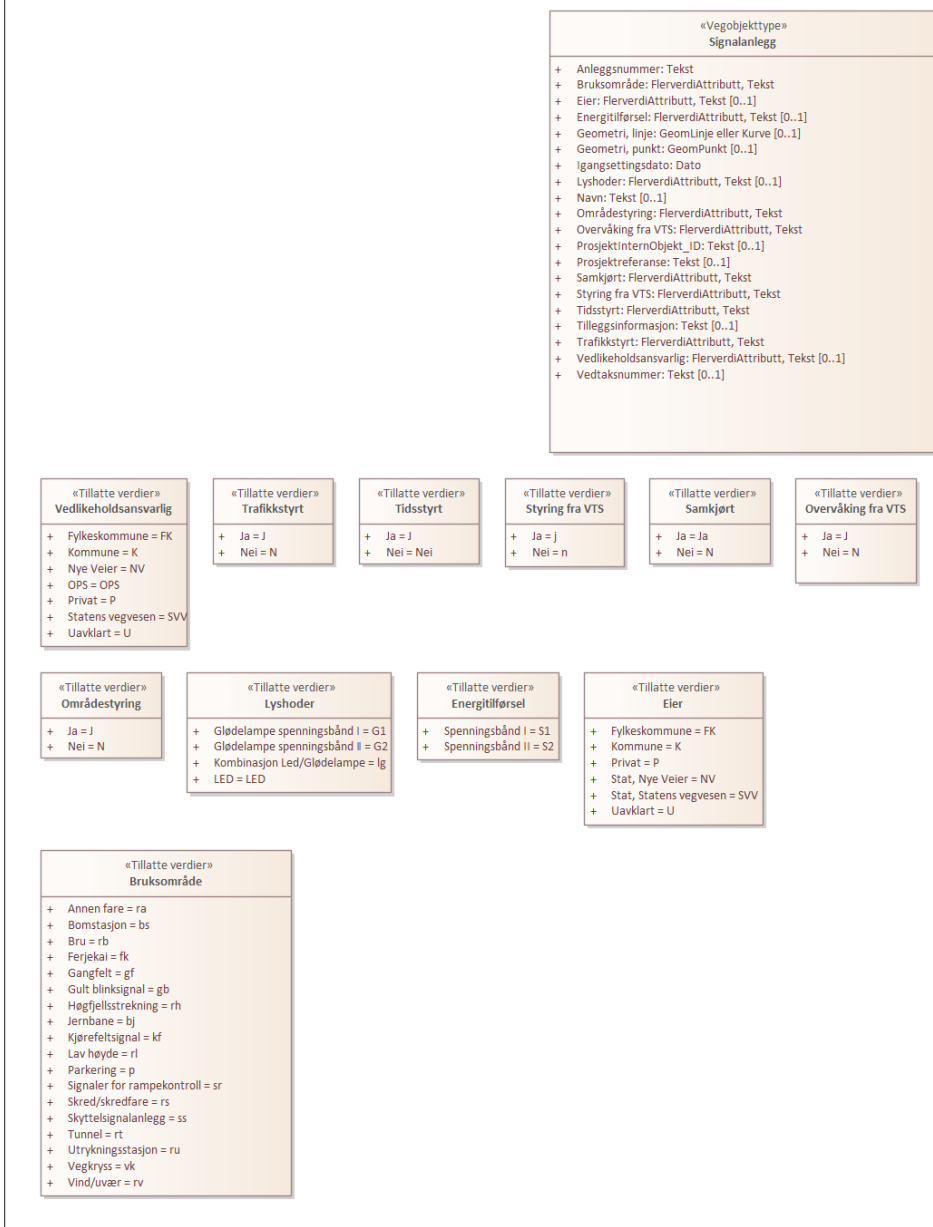 «Vegobjekttype»
Signalanlegg
+ Anleggsnummer: Tekst
+ Bruksområde: FlerverdiAttributt, Tekst
+ Eier: FlerverdiAttributt, Tekst [0..1]
+ Energitilførsel: FlerverdiAttributt, Tekst [0..1]
+ Geometri, linje: GeomLinje eller Kurve [0..1]
+ Geometri, punkt: GeomPunkt [0..1]
+ Igangsettingsdato: Dato
+ Lyshoder: FlerverdiAttributt, Tekst [0..1]
+ Navn: Tekst [0..1]
+ Områdestyring: FlerverdiAttributt, Tekst
+ Overvåking fra VTS: FlerverdiAttributt, Tekst
+ ProsjektInternObjekt_ID: Tekst [0..1]
+ Prosjektreferanse: Tekst [0..1]
+ Samkjørt: FlerverdiAttributt, Tekst
+ Styring fra VTS: FlerverdiAttributt, Tekst
+ Tidsstyrt: FlerverdiAttributt, Tekst
+ Tilleggsinformasjon: Tekst [0..1]
+ Trafikkstyrt: FlerverdiAttributt, Tekst
+ Vedlikeholdsansvarlig: FlerverdiAttributt, Tekst [0..1]
+ Vedtaksnummer: Tekst [0..1]
«Tillatte verdier»
Vedlikeholdsansvarlig
+ Fylkeskommune = FK
+ Kommune = K
+ Nye Veier = NV
+ OPS = OPS
+ Privat = P
+ Statens vegvesen = SVV
+ Uavklart = U
«Tillatte verdier»
Trafikkstyrt
+ Ja = J
+ Nei = N
«Tillatte verdier»
Tidsstyrt
+ Ja = J
+ Nei = Nei
«Tillatte verdier»
Styring fra VTS
+ Ja = j
+ Nei = n
«Tillatte verdier»
Samkjørt
+ Ja = Ja
+ Nei = N
«Tillatte verdier»
Overvåking fra VTS
+ Ja = J
+ Nei = N
«Tillatte verdier»
Områdestyring
+ Ja = J
+ Nei = N
«Tillatte verdier»
Lyshoder
+ Glødelampe spenningsbånd I = G1
+ Glødelampe spenningsbånd II = G2
+ Kombinasjon Led/Glødelampe = lg
+ LED = LED
«Tillatte verdier»
Energitilførsel
+ Spenningsbånd I = S1
+ Spenningsbånd II = S2
«Tillatte verdier»
Eier
+ Fylkeskommune = FK
+ Kommune = K
+ Privat = P
+ Stat, Nye Veier = NV
+ Stat, Statens vegvesen = SVV
+ Uavklart = U
«Tillatte verdier»
Bruksområde
+ Annen fare = ra
+ Bomstasjon = bs
+ Bru = rb
+ Ferjekai = fk
+ Gangfelt = gf
+ Gult blinksignal = gb
+ Høgfjellsstrekning = rh
+ Jernbane = bj
+ Kjørefeltsignal = kf
+ Lav høyde = rl
+ Parkering = p
+ Signaler for rampekontroll = sr
+ Skred/skredfare = rs
+ Skyttelsignalanlegg = ss
+ Tunnel = rt
+ Utrykningsstasjon = ru
+ Vegkryss = vk
+ Vind/uvær = rv